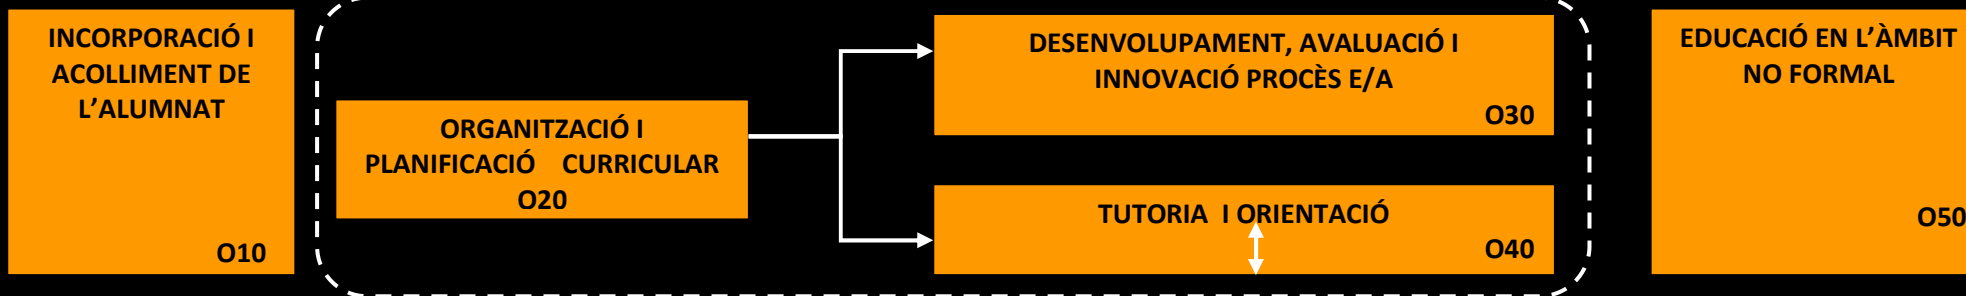 INCORPORACIÓ I
ACOLLIMENT DE
L’ALUMNAT
O10
ORGANITZACIÓ I
PLANIFICACIÓ CURRICULAR
O20
DESENVOLUPAMENT, AVALUACIÓ I
INNOVACIÓ PROCÈS E/A
O30
TUTORIA I ORIENTACIÓ
O40
EDUCACIÓ EN L’ÀMBIT
NO FORMAL
O50